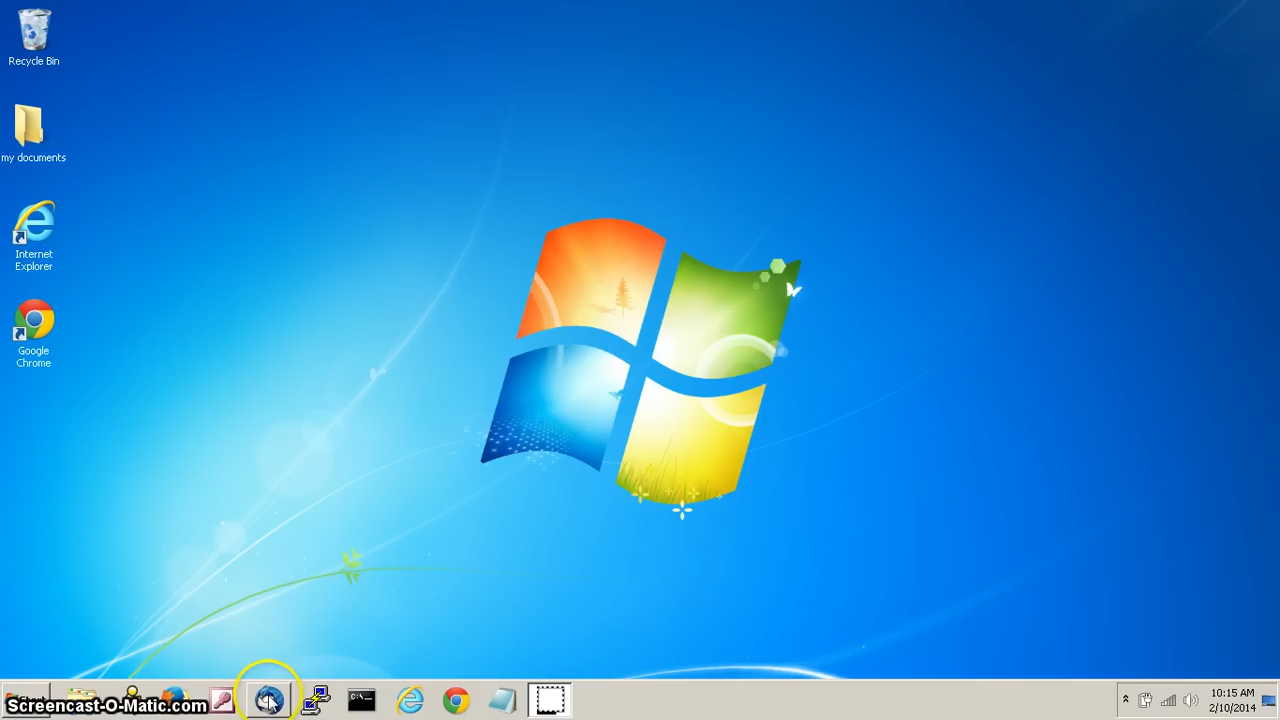 Recycle Bin
my documents
Internet
Explorer
Google
Chrome
C:\_
Screencast-O-Matic.com
10:15 AM
2/10/2014